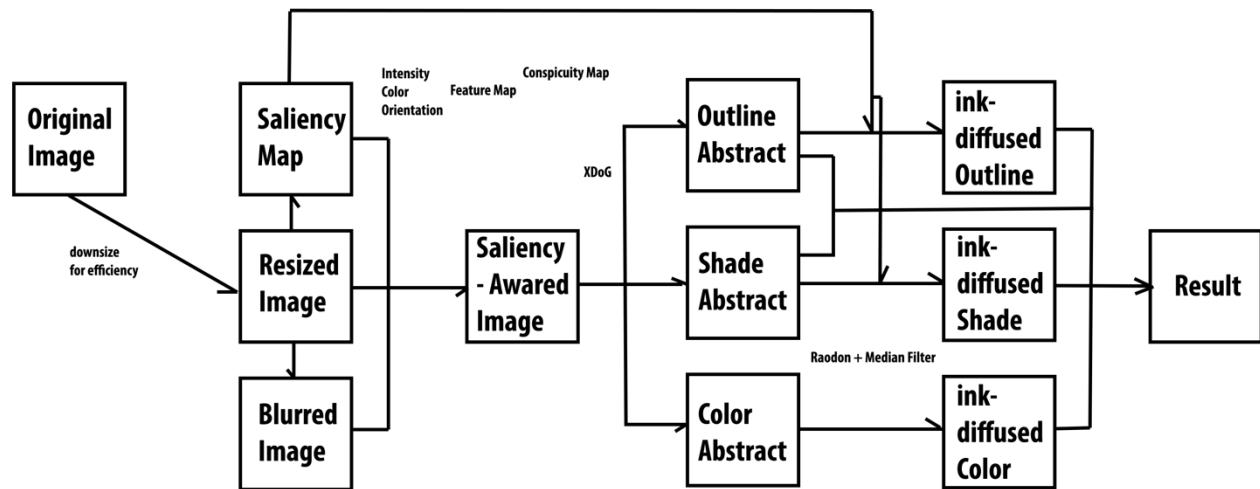 Original
Image
downsize
for efficiency
Saliency
Map
Resized
Image
Blurred
Image
Intensity
Color
Orientation
Feature Map
Conspicuity Map
Saliency
- Awared
Image
XDoG
Outline
Abstract
Shade
Abstract
Color
Abstract
Raodon + Median Filter
ink-
diffused
Outline
ink-
diffused
Shade
ink-
diffused
Color
Result